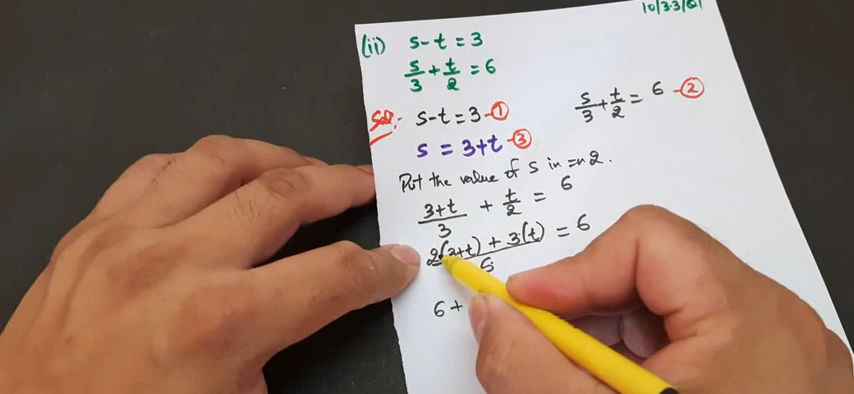 10/3.3/Q1
(ii) s-t=3
s/3+t/2=6
Sol:- s-t=3-① s/3+t/2=6-②
s=3+t-③
Put the value of s in =n 2.
3+t/3+t/2=6
2(3+t)+3(t)/6=6
6+